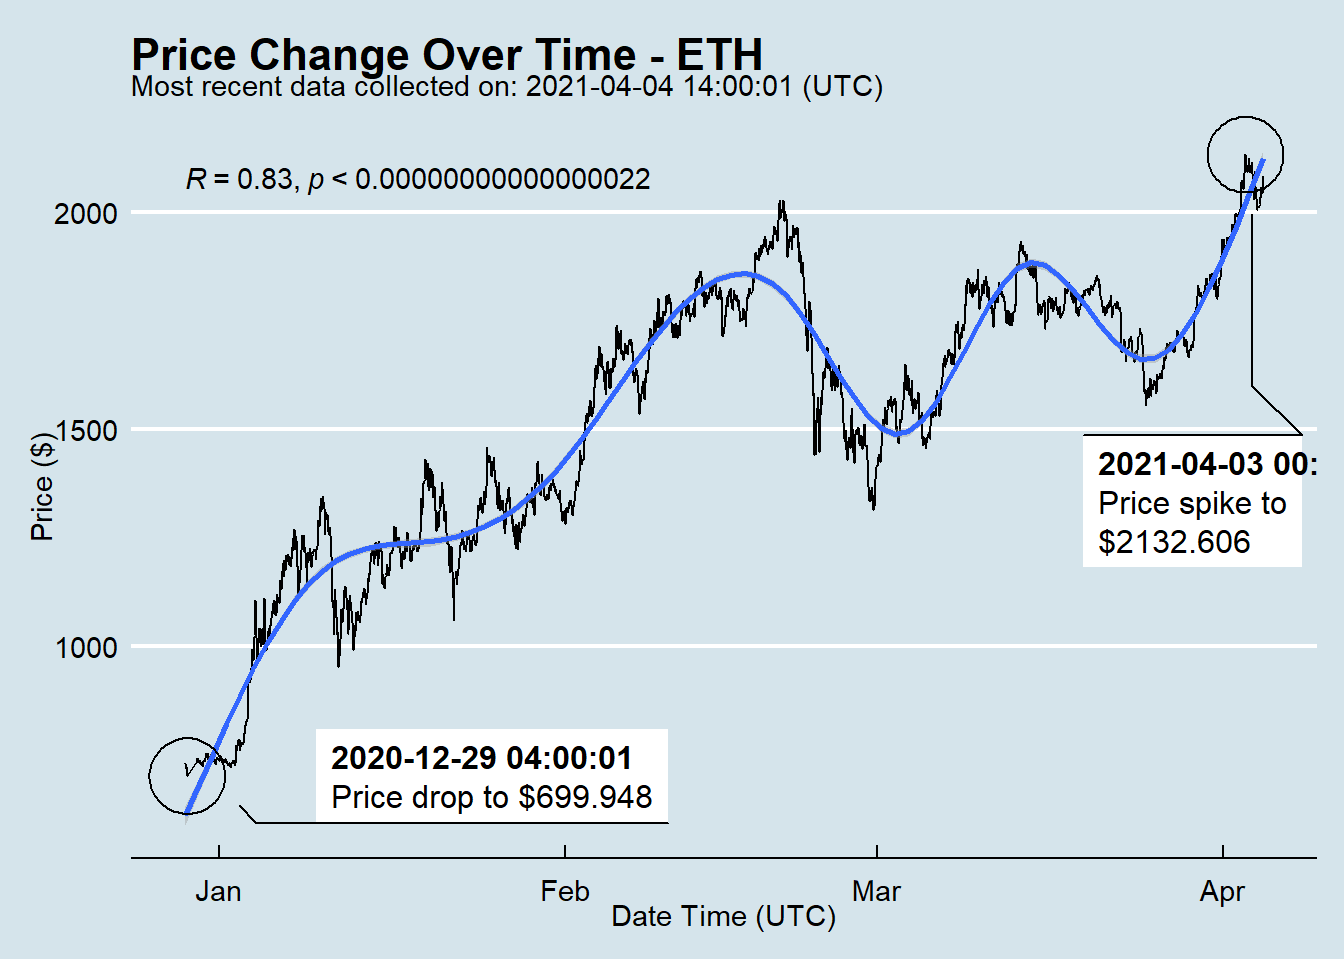 Price Change Over Time - ETH
Most recent data collected on: 2021-04-04 14:00:01 (UTC)
R = 0.83, p < 0.00000000000000022
2000
1500
1000
Price ($)
2021-04-03 00:
Price spike to
$2132.606
2020-12-29 04:00:01
Price drop to $699.948
Jan
Feb
Mar
Apr
Date Time (UTC)